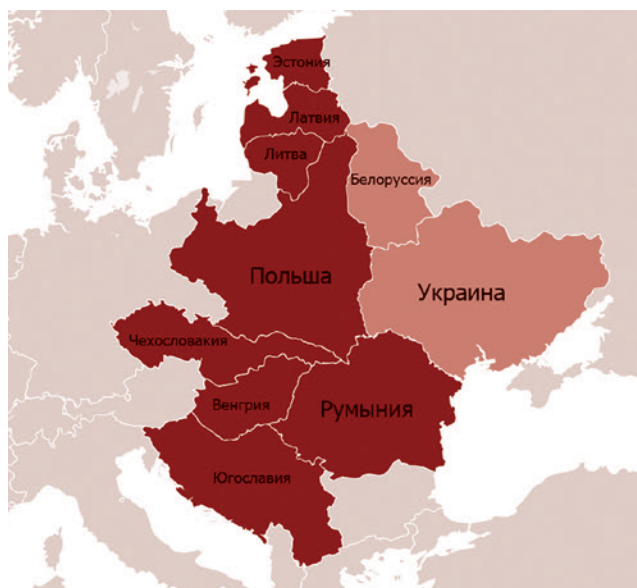 Эстония
Латвия
Литва
Белоруссия
Польша
Украина
Чехословакия
Венгрия
Румыния
Югославия